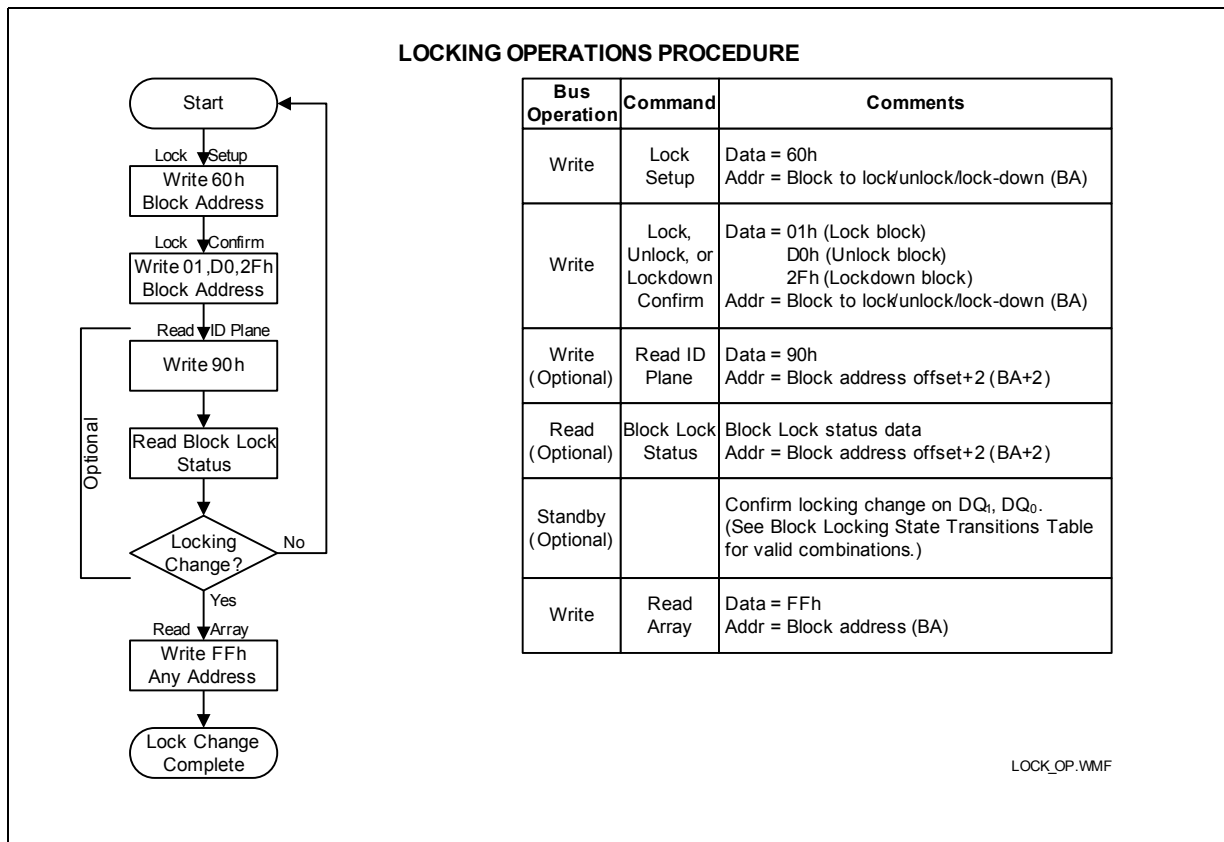 LOCKING OPERATIONS PROCEDURE
Start
Lock Setup
Write 60h
Block Address
Lock Confirm
Write 01,D0,2Fh
Block Address
Read ID Plane
Write 90h
Optional
Read Block Lock
Status
Locking
Change?
No
Yes
Read Array
Write FFh
Any Address
Lock Change
Complete
Bus
Operation
Command
Comments
Write
Lock
Setup
Data = 60h
Addr = Block to lock/unlock/lock-down (BA)
Write
Lock,
Unlock, or
Lockdown
Confirm
Data = 01h (Lock block)
D0h (Unlock block)
2Fh (Lockdown block)
Addr = Block to lock/unlock/lock-down (BA)
Write
(Optional)
Read ID
Plane
Data = 90h
Addr = Block address offset+2 (BA+2)
Read
(Optional)
Block Lock
Status
Block Lock status data
Addr = Block address offset+2 (BA+2)
Standby
(Optional)
Confirm locking change on DQ₁, DQ₀.
(See Block Locking State Transitions Table
for valid combinations.)
Write
Read
Array
Data = FFh
Addr = Block address (BA)
LOCK_OP.WMF